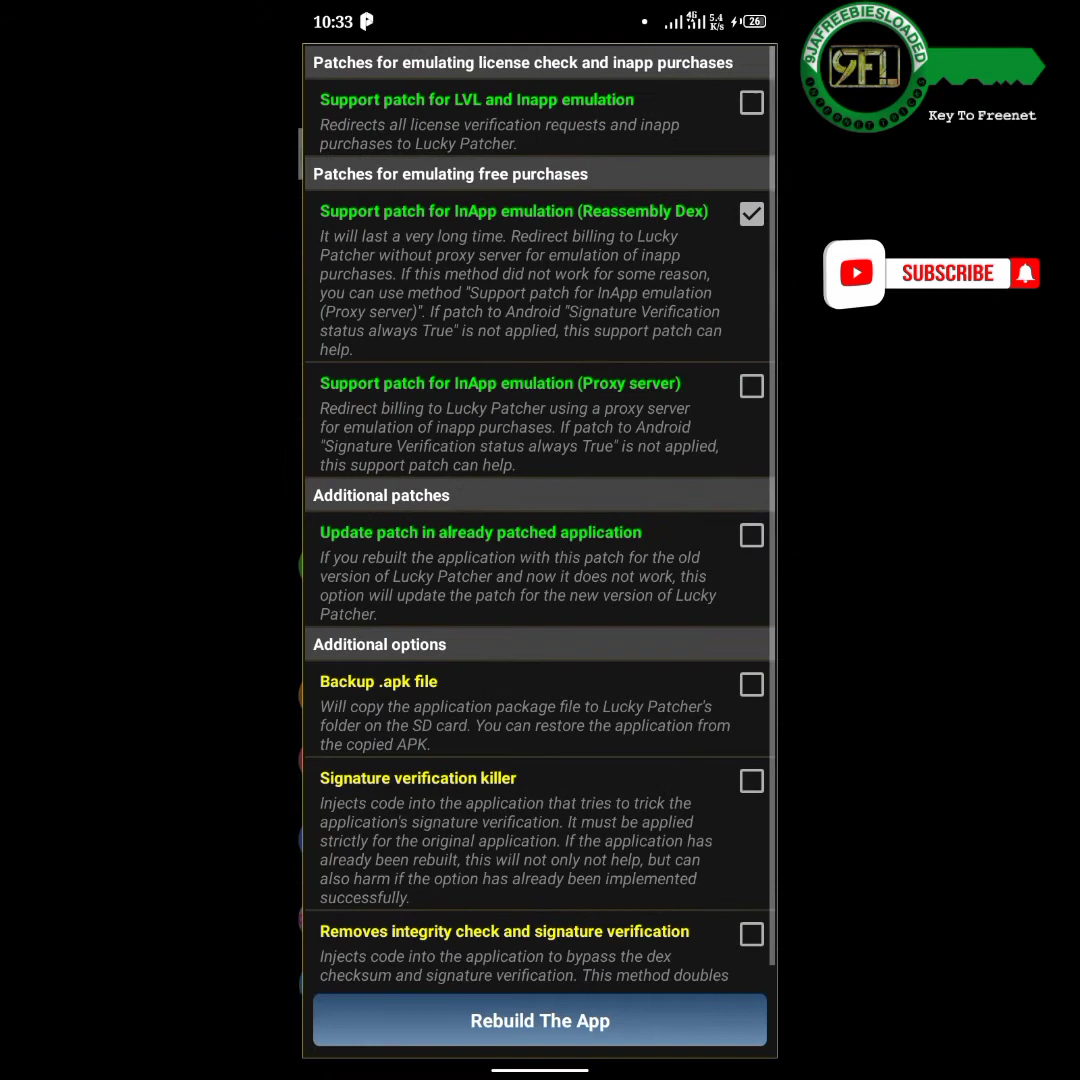 10:33
4G
5.4
K/s
26
Patches for emulating license check and inapp purchases
Support patch for LVL and Inapp emulation
Redirects all license verification requests and inapp
purchases to Lucky Patcher.
Patches for emulating free purchases
Support patch for InApp emulation (Reassembly Dex)
It will last a very long time. Redirect billing to Lucky
Patcher without proxy server for emulation of inapp
purchases. If this method did not work for some reason,
you can use method "Support patch for InApp emulation
(Proxy server)". If patch to Android "Signature Verification
status always True" is not applied, this support patch can
help.
Support patch for InApp emulation (Proxy server)
Redirect billing to Lucky Patcher using a proxy server
for emulation of inapp purchases. If patch to Android
"Signature Verification status always True" is not applied,
this support patch can help.
Additional patches
Update patch in already patched application
If you rebuilt the application with this patch for the old
version of Lucky Patcher and now it does not work, this
option will update the patch for the new version of Lucky
Patcher.
Additional options
Backup .apk file
Will copy the application package file to Lucky Patcher's
folder on the SD card. You can restore the application from
the copied APK.
Signature verification killer
Injects code into the application that tries to trick the
application's signature verification. It must be applied
strictly for the original application. If the application has
already been rebuilt, this will not only not help, but can
also harm if the option has already been implemented
successfully.
Removes integrity check and signature verification
Injects code into the application to bypass the dex
checksum and signature verification. This method doubles
Rebuild The App
9JAFREEBIESLOADED
9FL
Key To Freenet
SUBSCRIBE